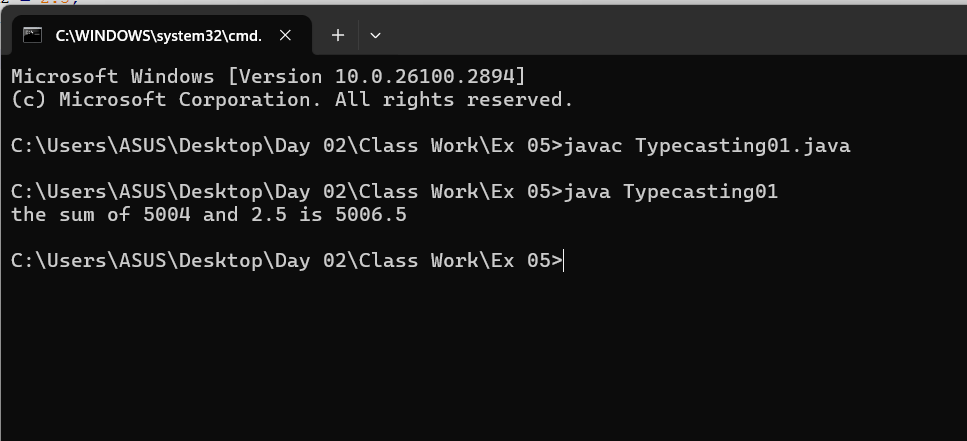 C:\WINDOWS\system32\cmd.
Microsoft Windows [Version 10.0.26100.2894]
(c) Microsoft Corporation. All rights reserved.
C:\Users\ASUS\Desktop\Day 02\Class Work\Ex 05>javac Typecasting01.java
C:\Users\ASUS\Desktop\Day 02\Class Work\Ex 05>java Typecasting01
the sum of 5004 and 2.5 is 5006.5
C:\Users\ASUS\Desktop\Day 02\Class Work\Ex 05>